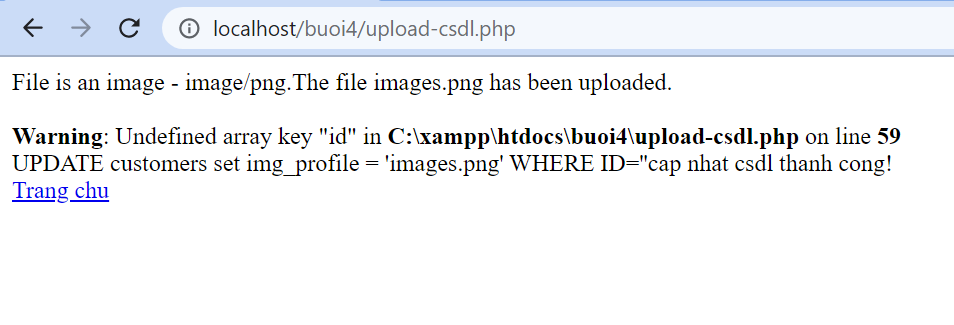 localhost/buoi4/upload-csdl.php
File is an image - image/png.The file images.png has been uploaded.
Warning: Undefined array key "id" in C:\xampp\htdocs\buoi4\upload-csdl.php on line 59
UPDATE customers set img_profile = 'images.png' WHERE ID=''cap nhat csdl thanh cong!
Trang chu